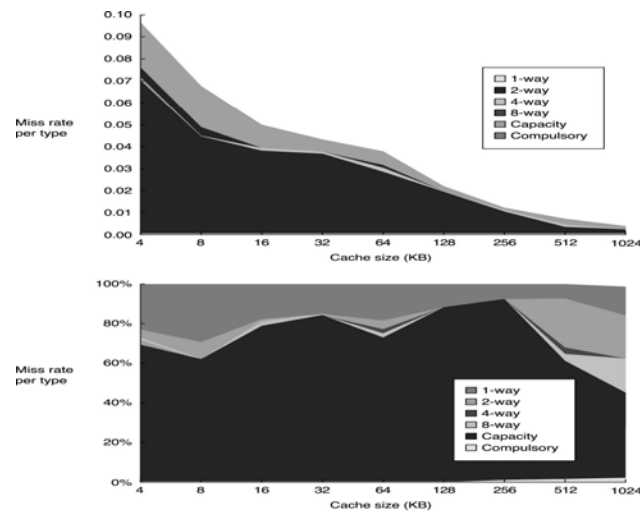 0.10
0.09
0.08
0.07
0.06
0.05
0.04
0.03
0.02
0.01
0.00
Miss rate
per type
1-way
2-way
4-way
8-way
Capacity
Compulsory
4 8 16 32 64 128 256 512 1024
Cache size (KB)
100%
80%
60%
40%
20%
0%
Miss rate
per type
1-way
2-way
4-way
8-way
Capacity
Compulsory
4 8 16 32 64 128 256 512 1024
Cache size (KB)